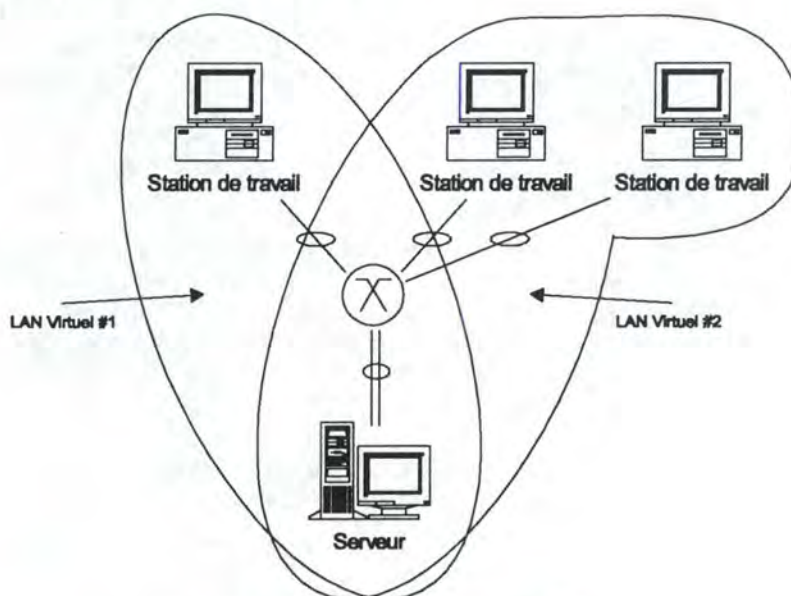 Station de travail
Station de travail
Station de travail
LAN Virtuel #1
LAN Virtuel #2
Serveur